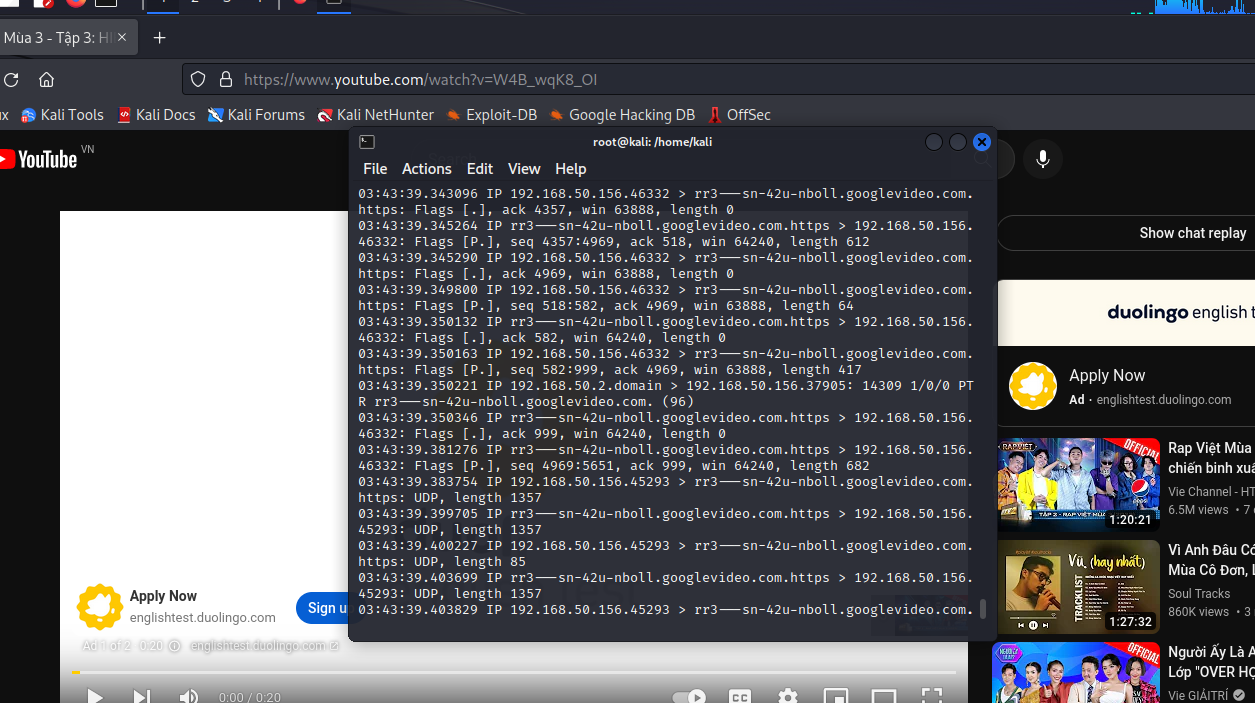 Mùa 3 - Tập 3: H
https://www.youtube.com/watch?v=W4B_wqK8_OI
Kali Tools
Kali Docs
Kali Forums
Kali NetHunter
Exploit-DB
Google Hacking DB
OffSec
YouTube VN
root@kali: /home/kali
File Actions Edit View Help
03:43:39.343096 IP 192.168.50.156.46332 > rr3---sn-42u-nboll.googlevideo.com.
https: Flags [.], ack 4357, win 63888, length 0
03:43:39.345264 IP rr3---sn-42u-nboll.googlevideo.com.https > 192.168.50.156.
46332: Flags [P.], seq 4357:4969, ack 518, win 64240, length 612
03:43:39.345290 IP 192.168.50.156.46332 > rr3---sn-42u-nboll.googlevideo.com.
https: Flags [.], ack 4969, win 63888, length 0
03:43:39.349800 IP 192.168.50.156.46332 > rr3---sn-42u-nboll.googlevideo.com.
https: Flags [P.], seq 518:582, ack 4969, win 63888, length 64
03:43:39.350132 IP rr3---sn-42u-nboll.googlevideo.com.https > 192.168.50.156.
46332: Flags [.], ack 582, win 64240, length 0
03:43:39.350163 IP 192.168.50.156.46332 > rr3---sn-42u-nboll.googlevideo.com.
https: Flags [P.], seq 582:999, ack 4969, win 63888, length 417
03:43:39.350221 IP 192.168.50.2.domain > 192.168.50.156.37905: 14309 1/0/0 PT
R rr3---sn-42u-nboll.googlevideo.com. (96)
03:43:39.350346 IP rr3---sn-42u-nboll.googlevideo.com.https > 192.168.50.156.
46332: Flags [.], ack 999, win 64240, length 0
03:43:39.381276 IP rr3---sn-42u-nboll.googlevideo.com.https > 192.168.50.156.
46332: Flags [P.], seq 4969:5651, ack 999, win 64240, length 682
03:43:39.383754 IP 192.168.50.156.45293 > rr3---sn-42u-nboll.googlevideo.com.
https: UDP, length 1357
03:43:39.399705 IP rr3---sn-42u-nboll.googlevideo.com.https > 192.168.50.156.
45293: UDP, length 1357
03:43:39.400227 IP 192.168.50.156.45293 > rr3---sn-42u-nboll.googlevideo.com.
https: UDP, length 85
03:43:39.403699 IP rr3---sn-42u-nboll.googlevideo.com.https > 192.168.50.156.
45293: UDP, length 1357
03:43:39.403829 IP 192.168.50.156.45293 > rr3---sn-42u-nboll.googlevideo.com.
Apply Now
englishtest.duolingo.com
Sign u
Ad 1 of 2 · 0:20 englishtest.duolingo.com
0:00 / 0:20
CC
Show chat replay
duolingo english t
Apply Now
Ad · englishtest.duolingo.com
RAP VIỆT
OFFICIAL
pepsi
TẬP 3 - RAP VIỆT MÙA
1:20:21
Rap Việt Mùa
chiến binh xuấ
Vie Channel - HT
6.5M views • 7
Vũ. (hay nhất)
TRACKLIST
1:27:32
Vì Anh Đâu Có
Mùa Cô Đơn, L
Soul Tracks
860K views • 3
NGƯỜI ẤY LÀ AI
OFFICIAL
Người Ấy Là A
Lớp "OVER HỢ
Vie GIẢITRÍ